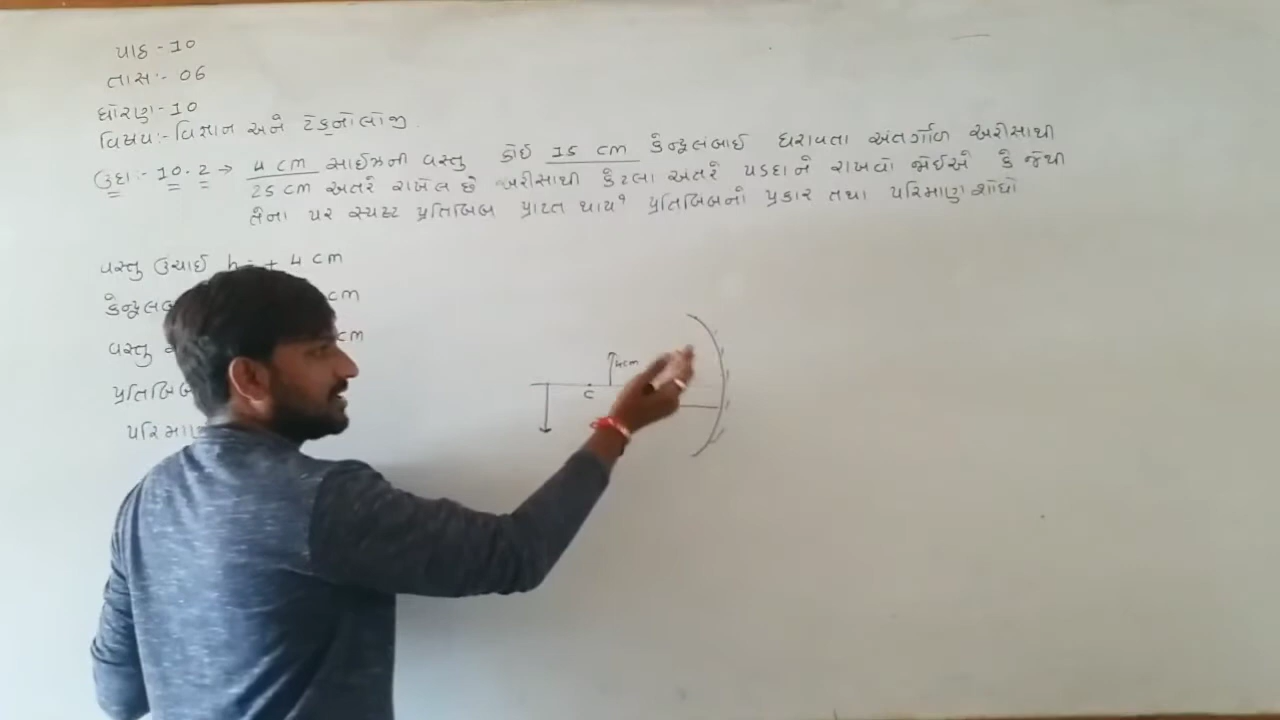 પાઠ - 10
તાસ :- 06
ધોરણ - 10
વિષય :- વિજ્ઞાન અને ટેકનોલોજી
ઉદા :- 10.2 → 4 cm સાઈઝની વસ્તુ કોઈ 15 cm કેન્દ્રલંબાઈ ધરાવતા અંતર્ગોળ અરીસાથી
25 cm અંતરે રાખેલ છે અરીસાથી કેટલા અંતરે પડદાને રાખવો જોઈએ કે જેથી
તેના પર સ્પષ્ટ પ્રતિબિંબ પ્રાપ્ત થાય? પ્રતિબિંબનો પ્રકાર તથા પરિમાણ શોધો
વસ્તુ ઉંચાઈ h = + 4 cm
cm
વસ્તુ cm
4cm
C